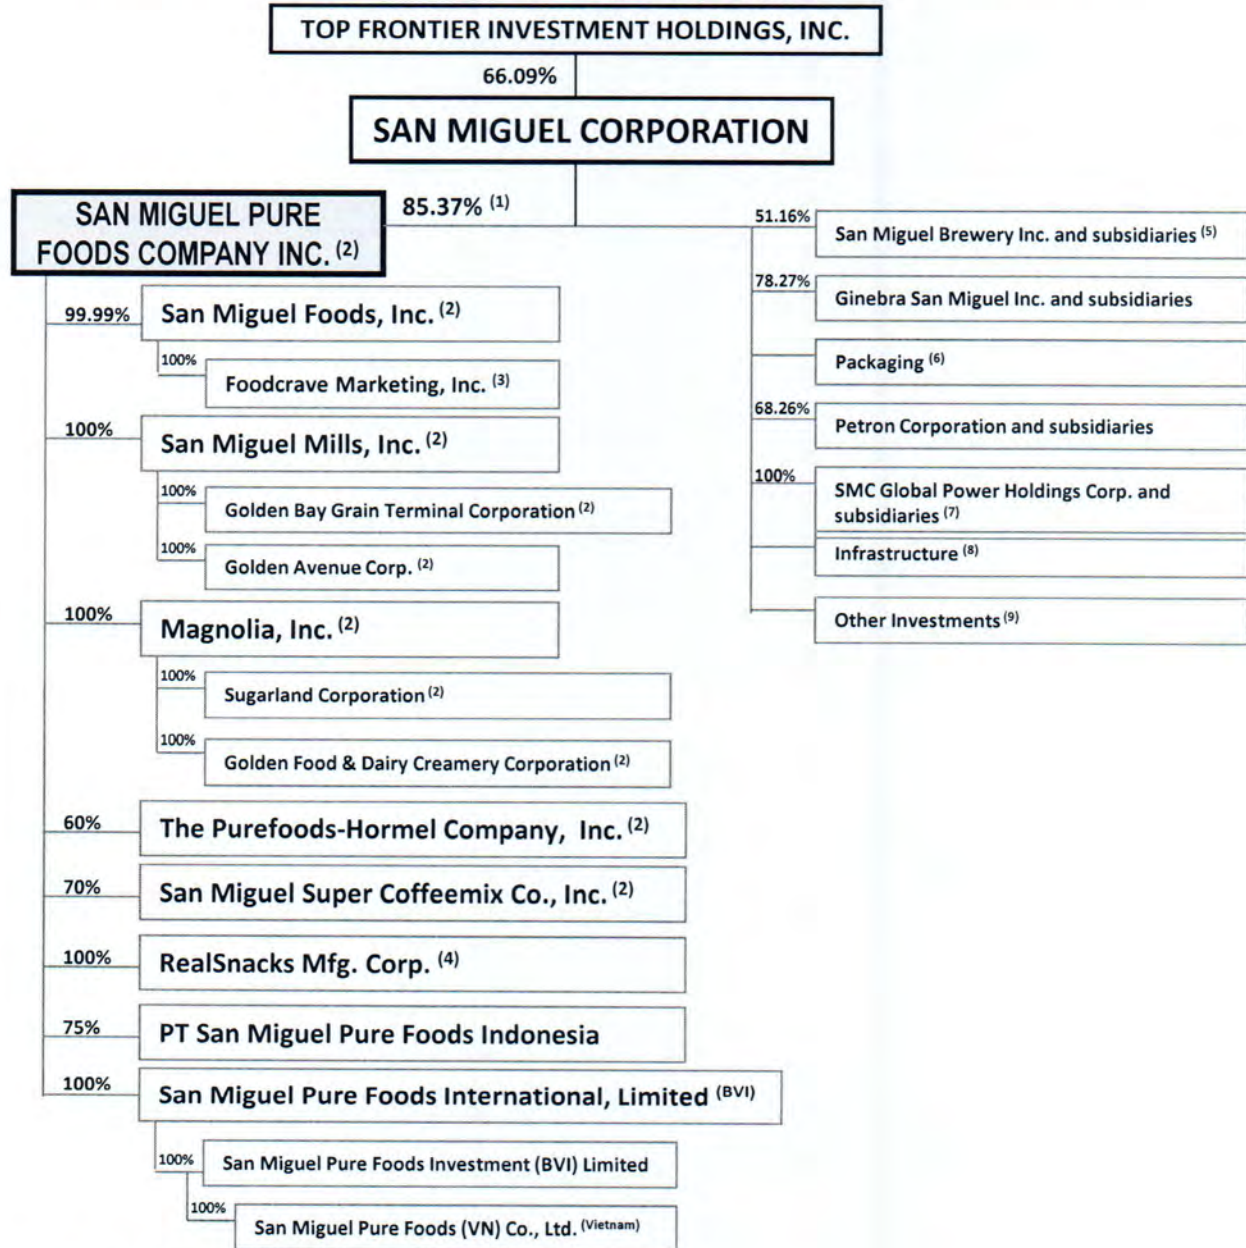 TOP FRONTIER INVESTMENT HOLDINGS, INC.
66.09%
SAN MIGUEL CORPORATION
SAN MIGUEL PURE
FOODS COMPANY INC. (2)
85.37% (1)
99.99%
San Miguel Foods, Inc. (2)
100%
Foodcrave Marketing, Inc. (3)
100%
San Miguel Mills, Inc. (2)
100%
Golden Bay Grain Terminal Corporation (2)
100%
Golden Avenue Corp. (2)
100%
Magnolia, Inc. (2)
100%
Sugarland Corporation (2)
100%
Golden Food & Dairy Creamery Corporation (2)
60%
The Purefoods-Hormel Company, Inc. (2)
70%
San Miguel Super Coffeemix Co., Inc. (2)
100%
RealSnacks Mfg. Corp. (4)
75%
PT San Miguel Pure Foods Indonesia
100%
San Miguel Pure Foods International, Limited (BVI)
100%
San Miguel Pure Foods Investment (BVI) Limited
100%
San Miguel Pure Foods (VN) Co., Ltd. (Vietnam)
51.16%
San Miguel Brewery Inc. and subsidiaries (5)
78.27%
Ginebra San Miguel Inc. and subsidiaries
Packaging (6)
68.26%
Petron Corporation and subsidiaries
100%
SMC Global Power Holdings Corp. and
subsidiaries (7)
Infrastructure (8)
Other Investments (9)